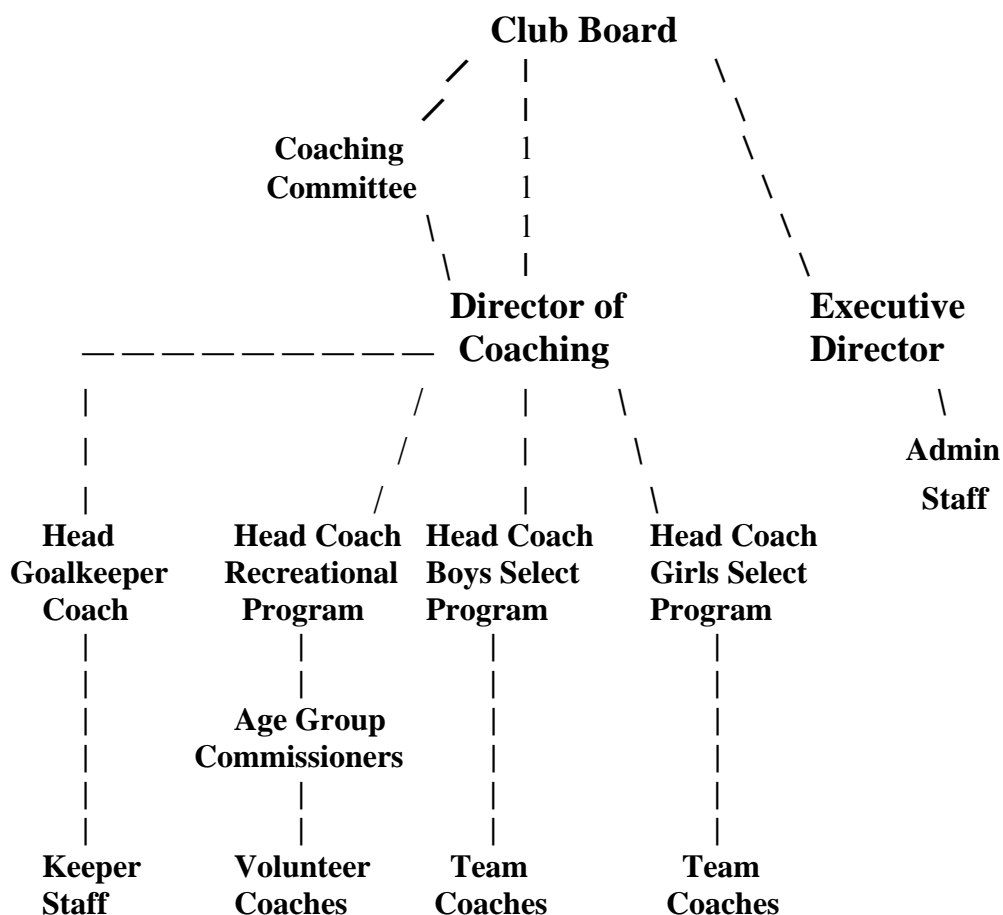 Club Board
Coaching
Committee
Director of
Coaching
Executive
Director
Admin
Staff
Head
Goalkeeper
Coach
Head Coach
Recreational
Program
Head Coach
Boys Select
Program
Head Coach
Girls Select
Program
Age Group
Commissioners
Keeper
Staff
Volunteer
Coaches
Team
Coaches
Team
Coaches